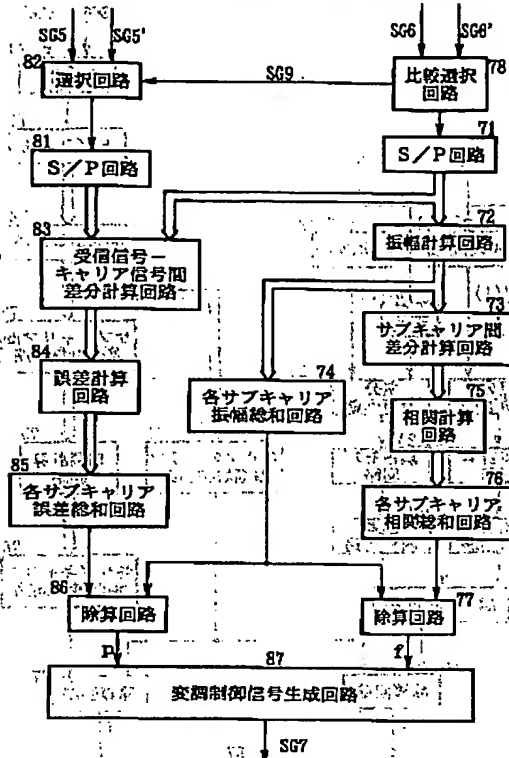 SG5
SG5'
SG6
SG6'
82
選択回路
SG9
78
比較選択
回路
81
S/P回路
71
S/P回路
83
受信信号－
キャリア信号間
差分計算回路
72
振幅計算回路
73
サブキャリア間
差分計算回路
84
誤差計算
回路
74
各サブキャリア
振幅総和回路
75
相関計算
回路
85
各サブキャリア
誤差総和回路
76
各サブキャリア
相関総和回路
86
除算回路
77
除算回路
p
f
87
変調制御信号生成回路
SG7